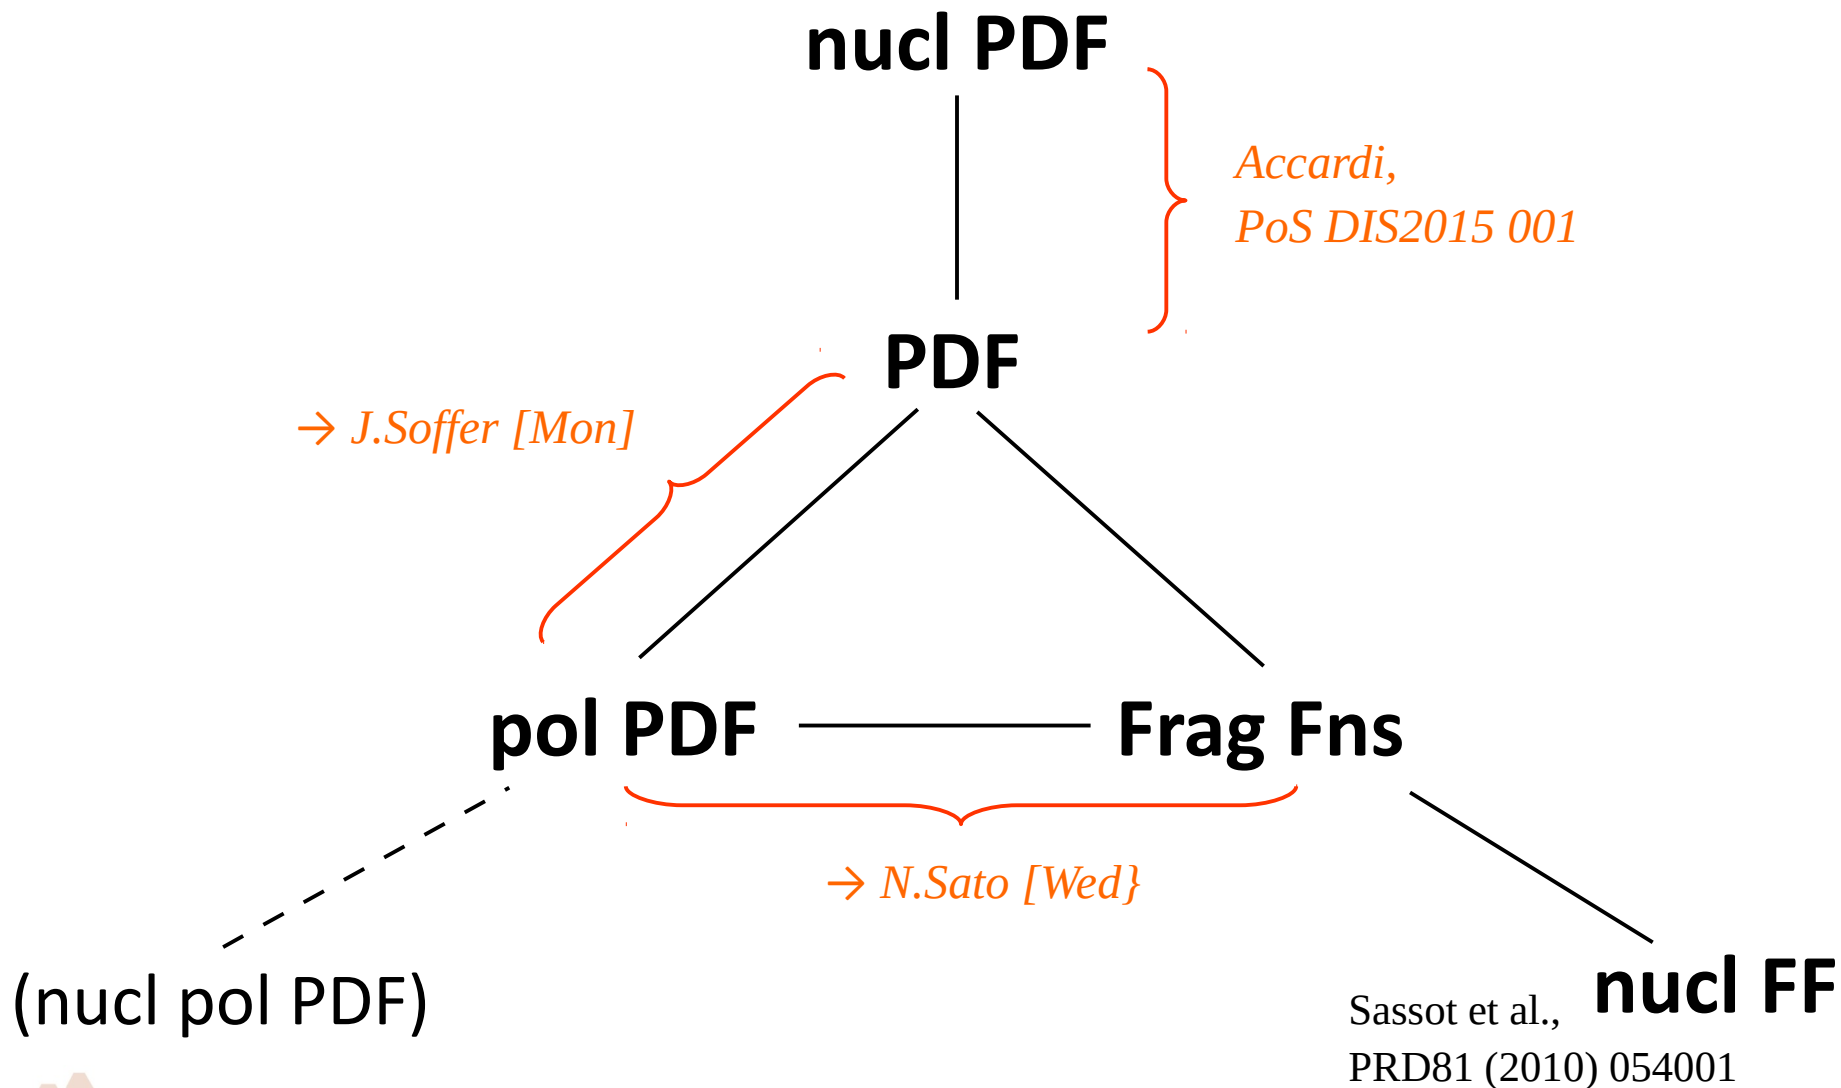 nucl PDF
Accardi,
PoS DIS2015 001
PDF
→ J.Soffer [Mon]
pol PDF
Frag Fns
→ N.Sato [Wed}
(nucl pol PDF)
nucl FF
Sassot et al.,
PRD81 (2010) 054001